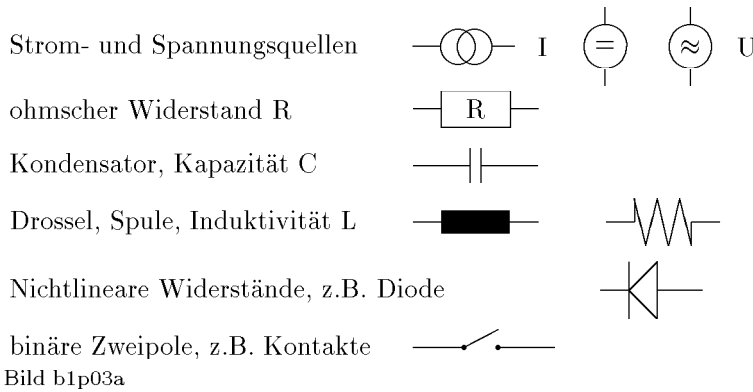 Strom- und Spannungsquellen I = ≈ U
ohmscher Widerstand R R
Kondensator, Kapazität C
Drossel, Spule, Induktivität L
Nichtlineare Widerstände, z.B. Diode
binäre Zweipole, z.B. Kontakte
Bild b1p03a